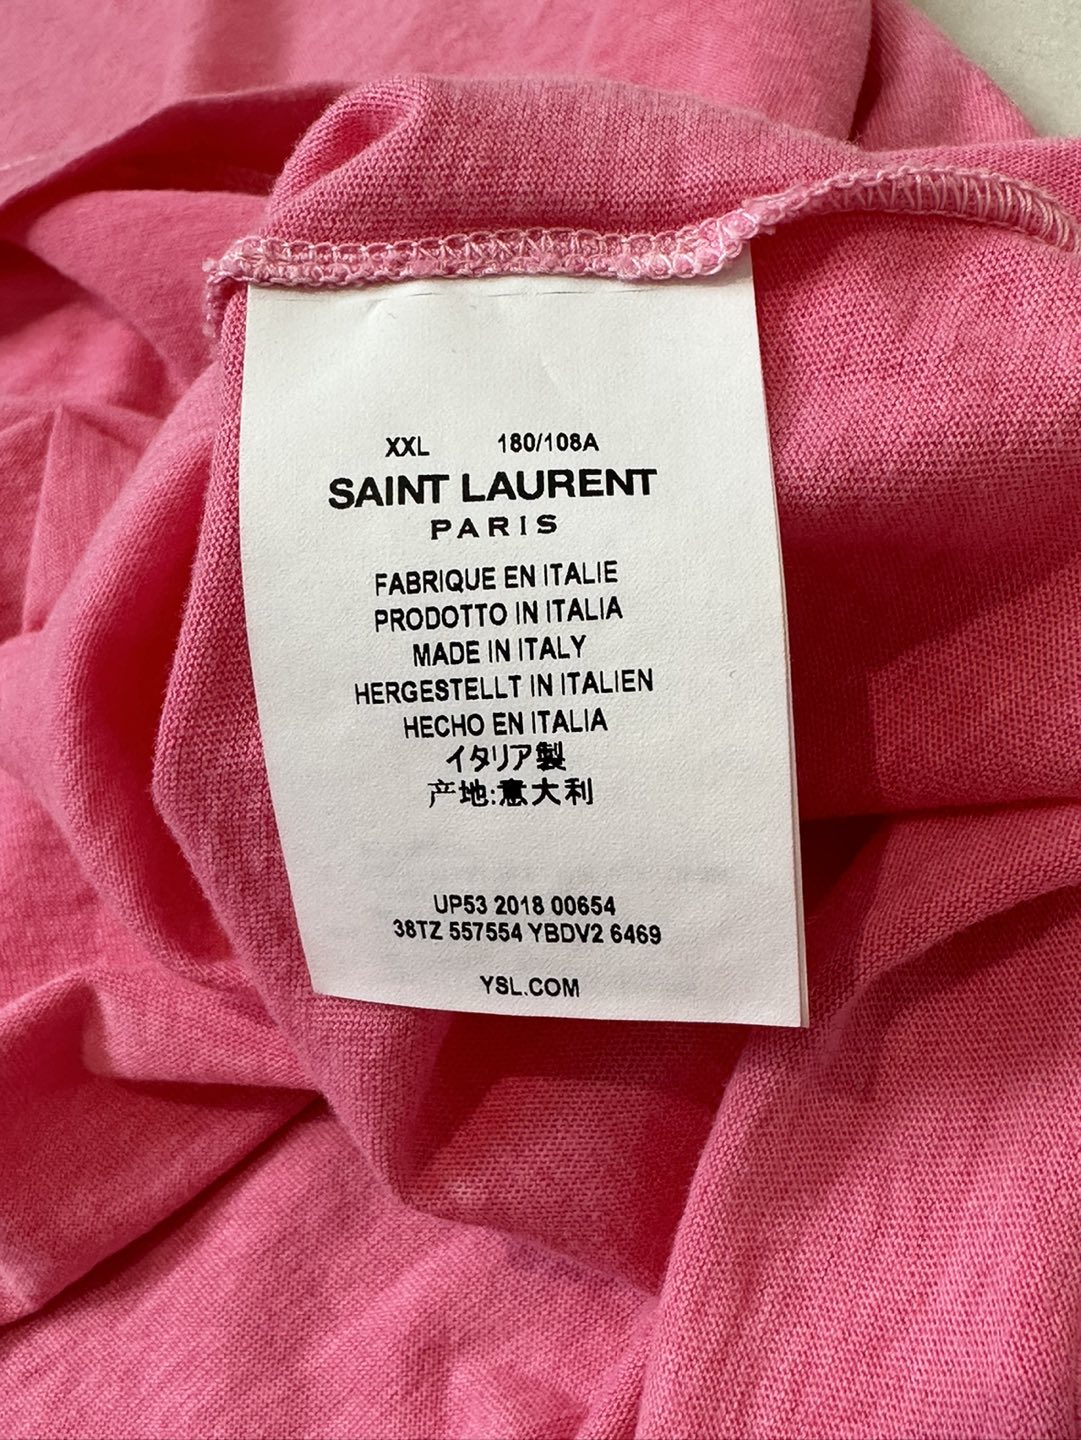 XXL 180/108A
SAINT LAURENT
PARIS
FABRIQUE EN ITALIE
PRODOTTO IN ITALIA
MADE IN ITALY
HERGESTELLT IN ITALIEN
HECHO EN ITALIA
イタリア製
产地:意大利
UP53 2018 00654
38TZ 557554 YBDV2 6469
YSL.COM